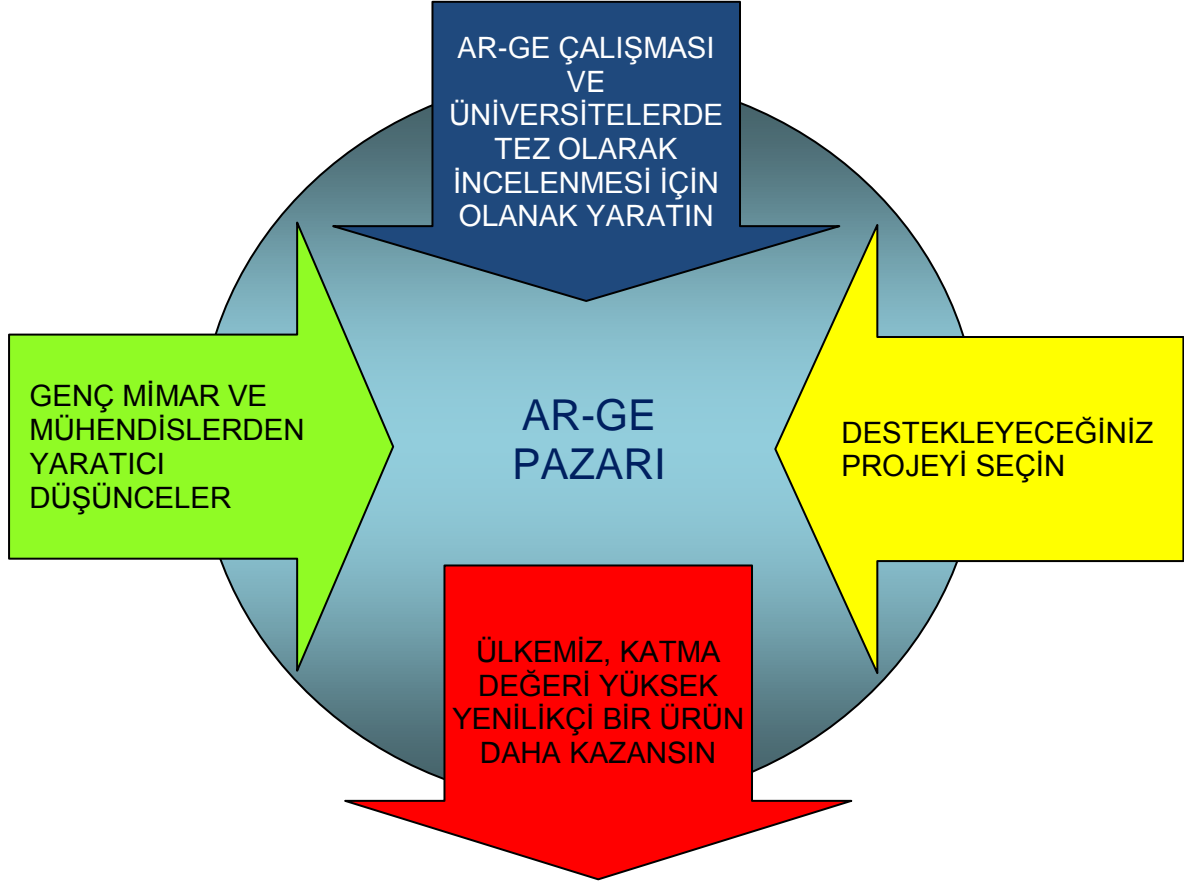 AR-GE ÇALIŞMASI
VE
ÜNİVERSİTELERDE
TEZ OLARAK
İNCELENMESİ İÇİN
OLANAK YARATIN
GENÇ MİMAR VE
MÜHENDİSLERDEN
YARATICI
DÜŞÜNCELER
AR-GE
PAZARI
DESTEKLEYECEĞİNİZ
PROJEYİ SEÇİN
ÜLKEMİZ, KATMA
DEĞERİ YÜKSEK
YENİLİKÇİ BİR ÜRÜN
DAHA KAZANSIN